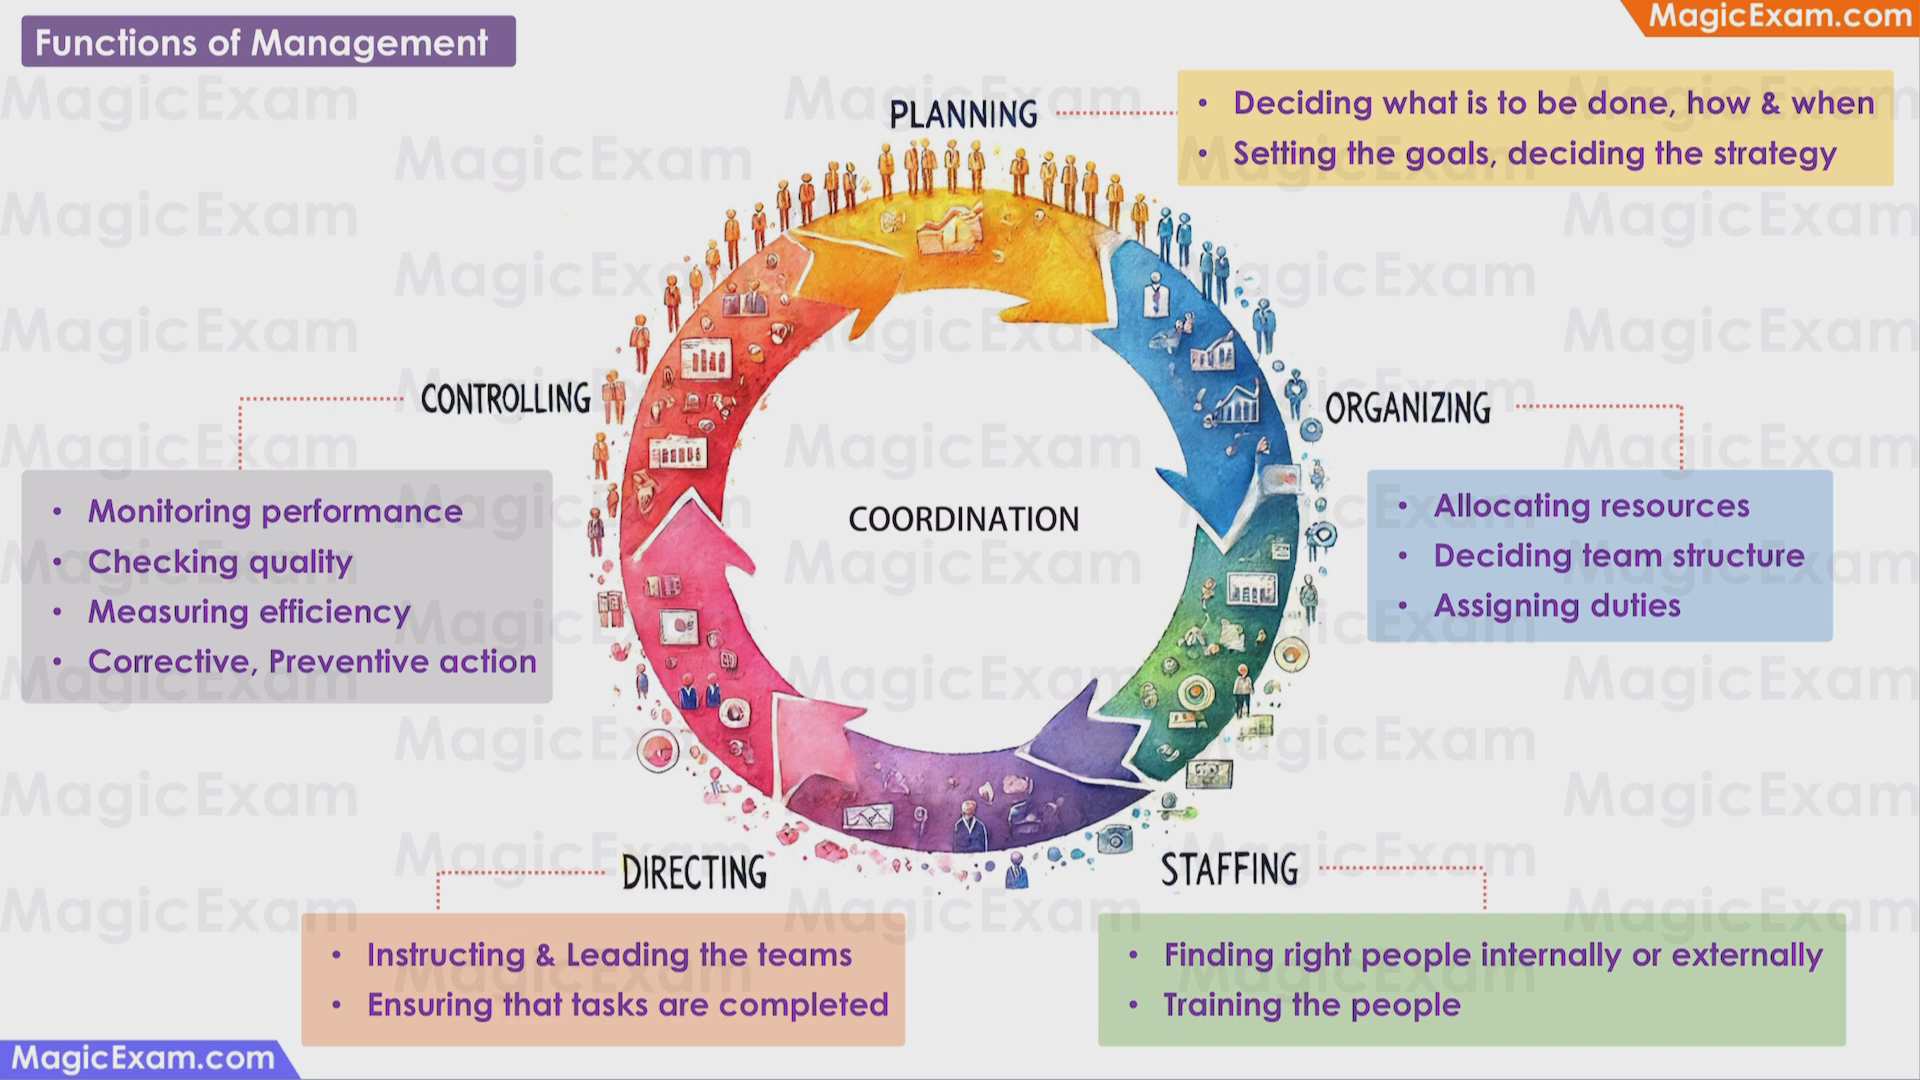 Functions of Management
MagicExam.com
PLANNING
• Deciding what is to be done, how & when
• Setting the goals, deciding the strategy
CONTROLLING
ORGANIZING
• Monitoring performance
• Checking quality
• Measuring efficiency
• Corrective, Preventive action
COORDINATION
• Allocating resources
• Deciding team structure
• Assigning duties
DIRECTING
STAFFING
• Instructing & Leading the teams
• Ensuring that tasks are completed
• Finding right people internally or externally
• Training the people
MagicExam.com
MagicExam